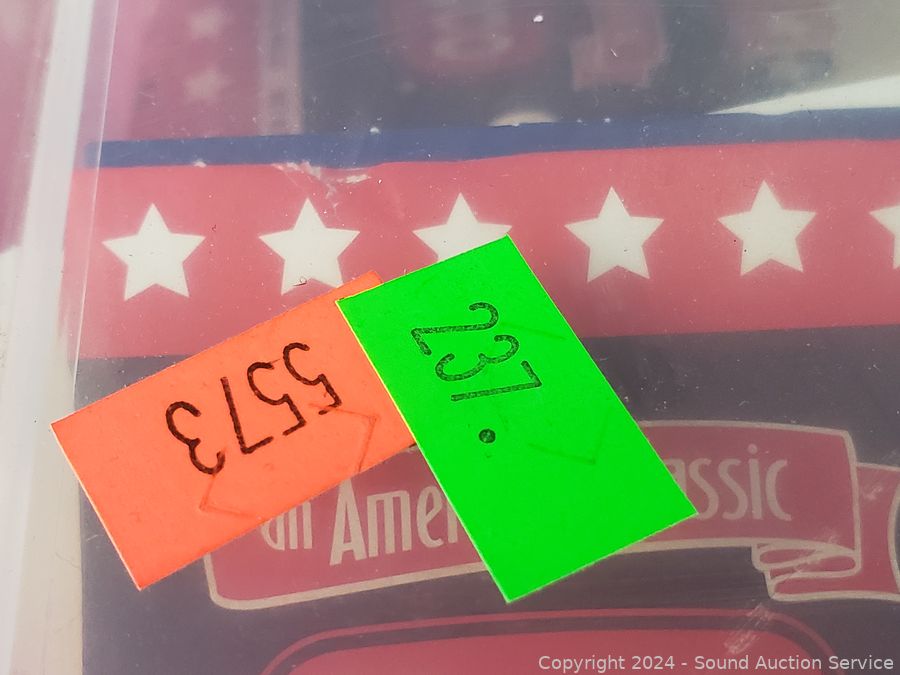 5573
237.
an Amer assic
Copyright 2024 - Sound Auction Service